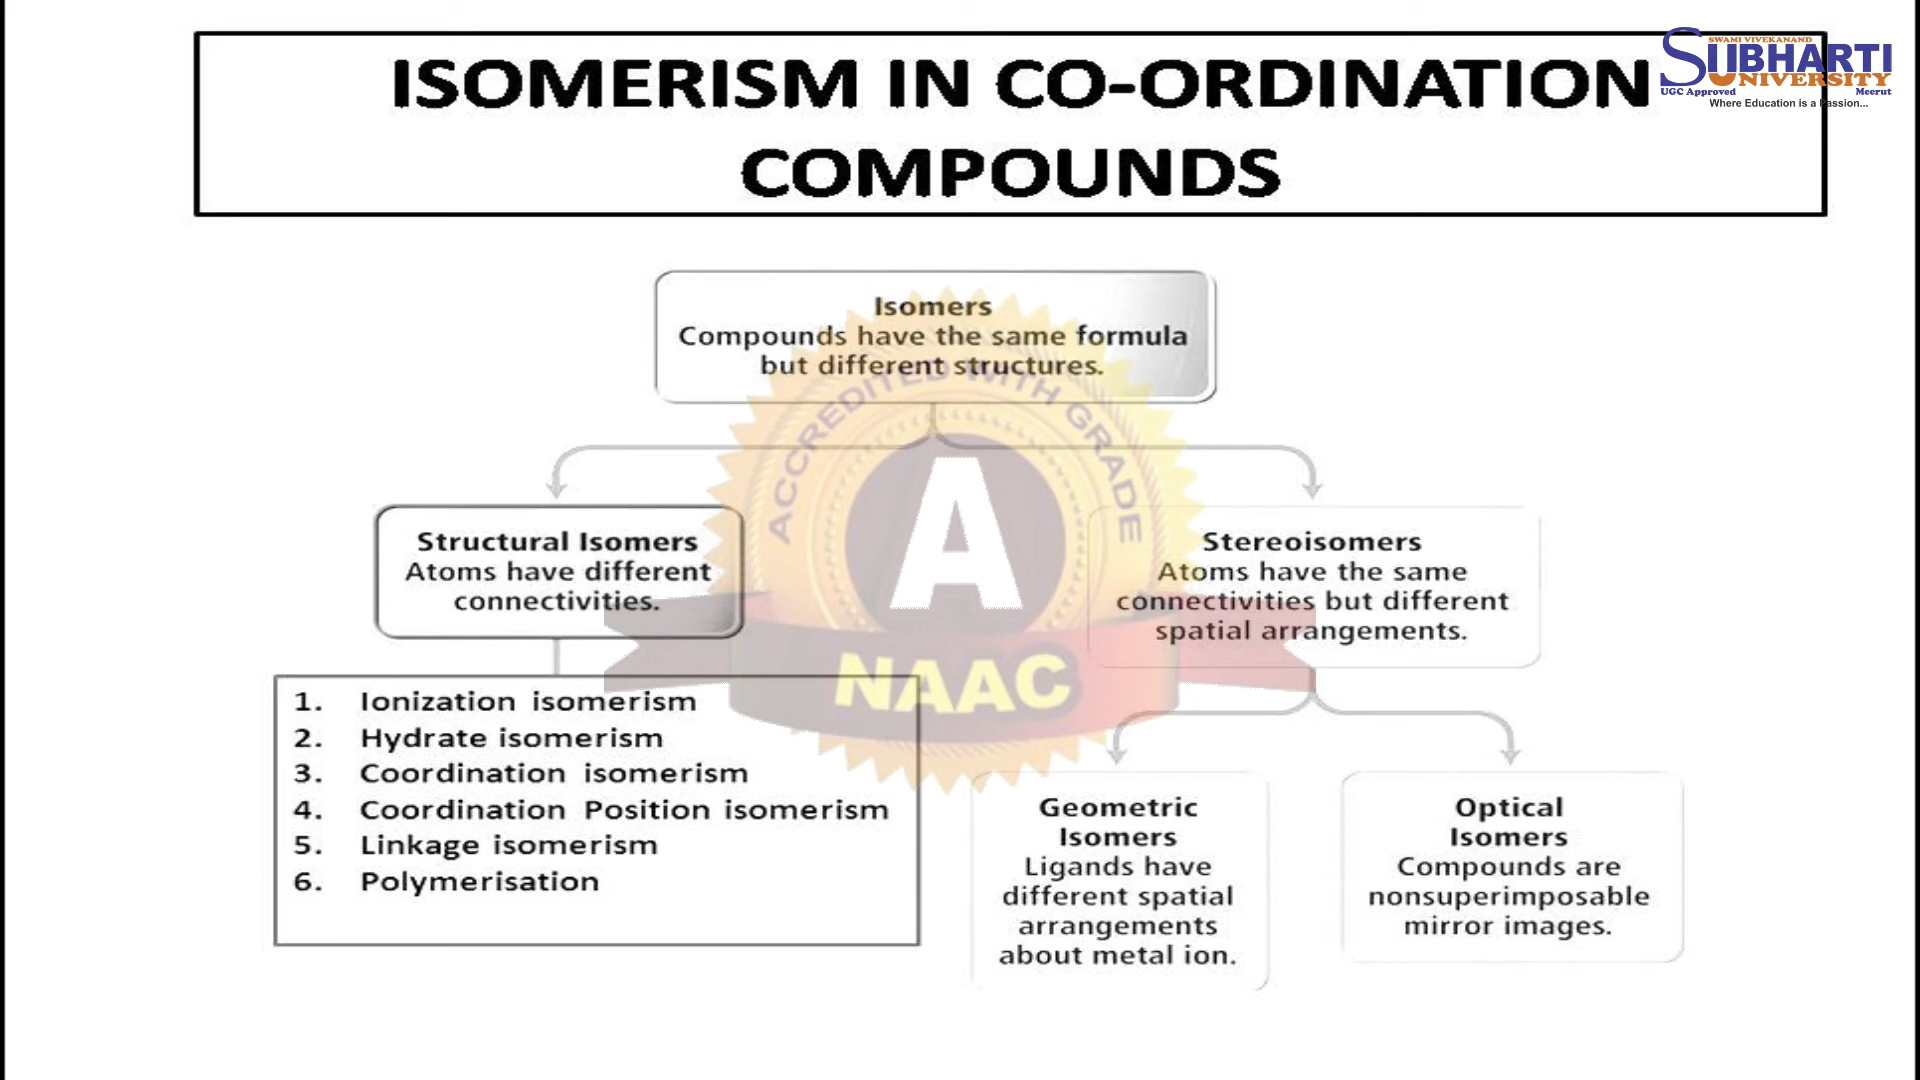 ISOMERISM IN CO-ORDINATION
COMPOUNDS
SWAMI VIVEKANAND
SUBHARTI
UNIVERSITY
UGC Approved Meerut
Where Education is a Passion...
Isomers
Compounds have the same formula
but different structures.
ACCREDITED WITH GRADE
A
NAAC
Structural Isomers
Atoms have different
connectivities.
Stereoisomers
Atoms have the same
connectivities but different
spatial arrangements.
1. Ionization isomerism
2. Hydrate isomerism
3. Coordination isomerism
4. Coordination Position isomerism
5. Linkage isomerism
6. Polymerisation
Geometric
Isomers
Ligands have
different spatial
arrangements
about metal ion.
Optical
Isomers
Compounds are
nonsuperimposable
mirror images.